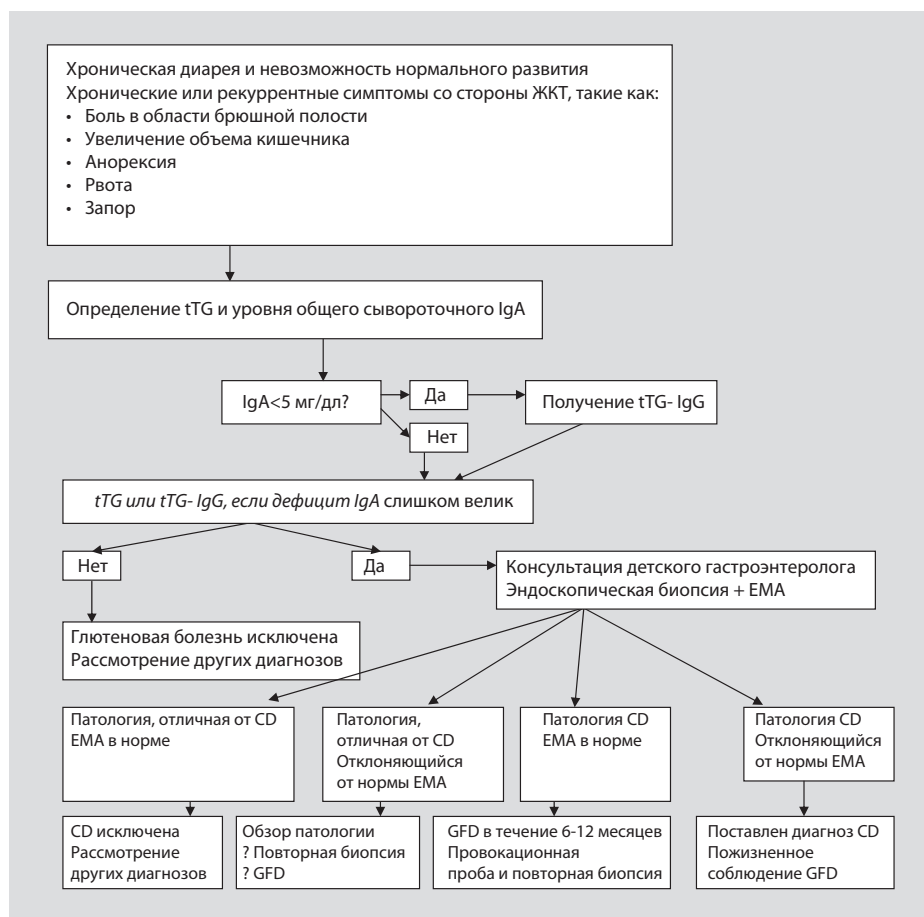 Хроническая диарея и невозможность нормального развития
Хронические или рекуррентные симптомы со стороны ЖКТ, такие как:
• Боль в области брюшной полости
• Увеличение объема кишечника
• Анорексия
• Рвота
• Запор
Определение tTG и уровня общего сывороточного IgA
IgA<5 мг/дл?
Да
Получение tTG- IgG
Нет
tTG или tTG- IgG, если дефицит IgA слишком велик
Нет
Да
Консультация детского гастроэнтеролога
Эндоскопическая биопсия + EMA
Глютеновая болезнь исключена
Рассмотрение других диагнозов
Патология, отличная от CD
EMA в норме
Патология,
отличная от CD
Отклоняющийся
от нормы EMA
Патология CD
EMA в норме
Патология CD
Отклоняющийся
от нормы EMA
CD исключена
Рассмотрение
других диагнозов
Обзор патологии
? Повторная биопсия
? GFD
GFD в течение 6-12 месяцев
Провокационная
проба и повторная биопсия
Поставлен диагноз CD
Пожизненное
соблюдение GFD